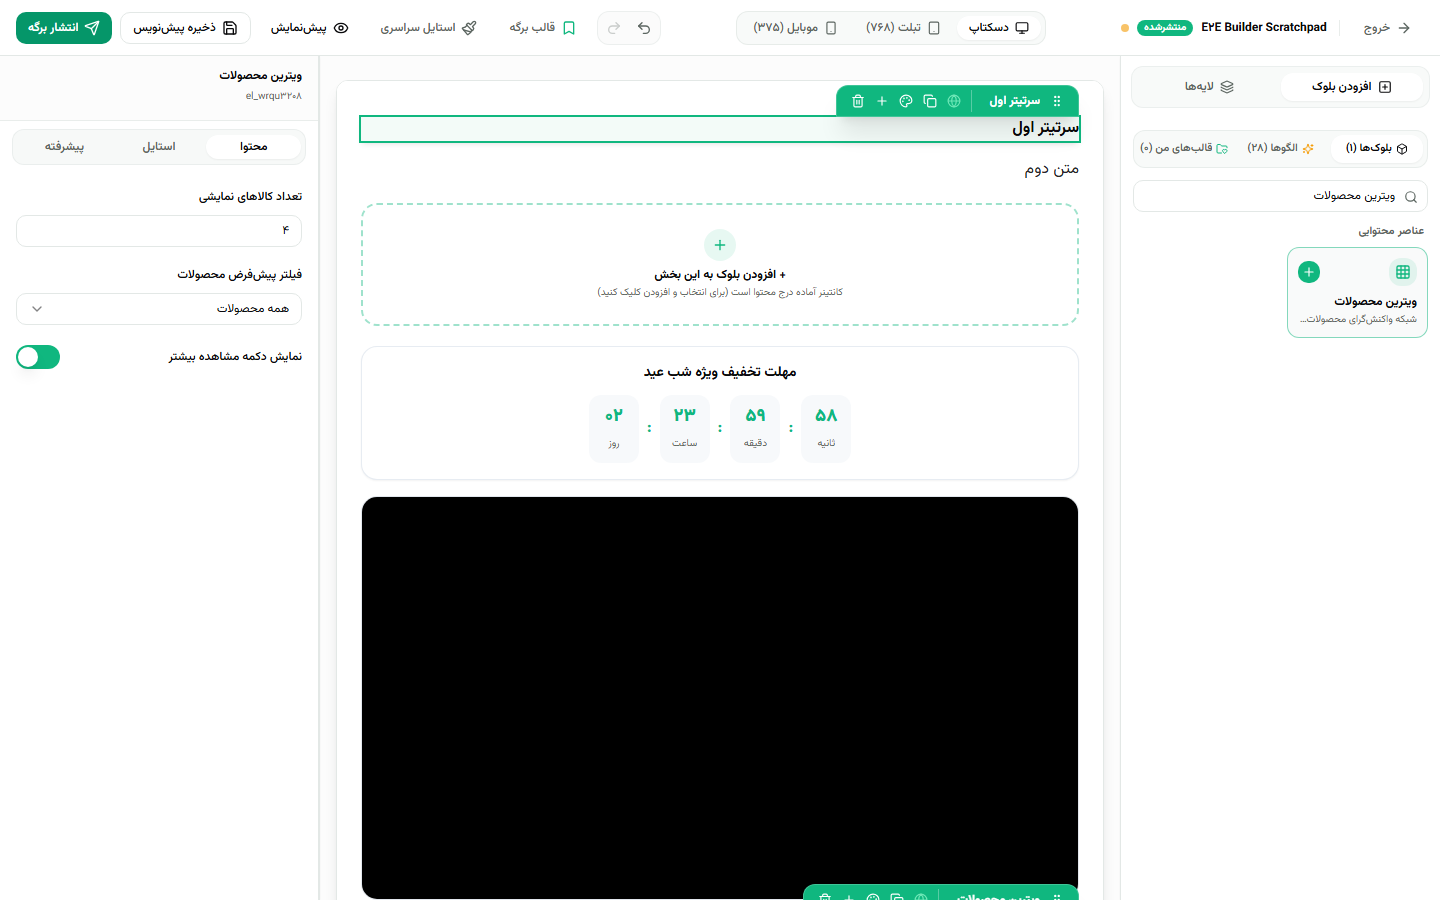 خروج
E2E Builder Scratchpad
منتشرشده
دسکتاپ
تبلت (۷۶۸)
موبایل (۳۷۵)
قالب برگه
استایل سراسری
پیش‌نمایش
ذخیره پیش‌نویس
انتشار برگه
افزودن بلوک
لایه‌ها
بلوک‌ها (۱)
الگوها (۲۸)
قالب‌های من (۰)
ویترین محصولات
عناصر محتوایی
ویترین محصولات
شبکه واکنش‌گرای محصولات...
سرتیتر اول
سرتیتر اول
متن دوم
+ افزودن بلوک به این بخش
کانتینر آماده درج محتوا است (برای انتخاب و افزودن کلیک کنید)
مهلت تخفیف ویژه شب عید
۵۸ : ۵۹ : ۲۳ : ۰۲
ثانیه
دقیقه
ساعت
روز
ویترین محصولات
ویترین محصولات
el_wrqu۳۲۰۸
محتوا
استایل
پیشرفته
تعداد کالاهای نمایشی
۴
فیلتر پیش‌فرض محصولات
همه محصولات
نمایش دکمه مشاهده بیشتر